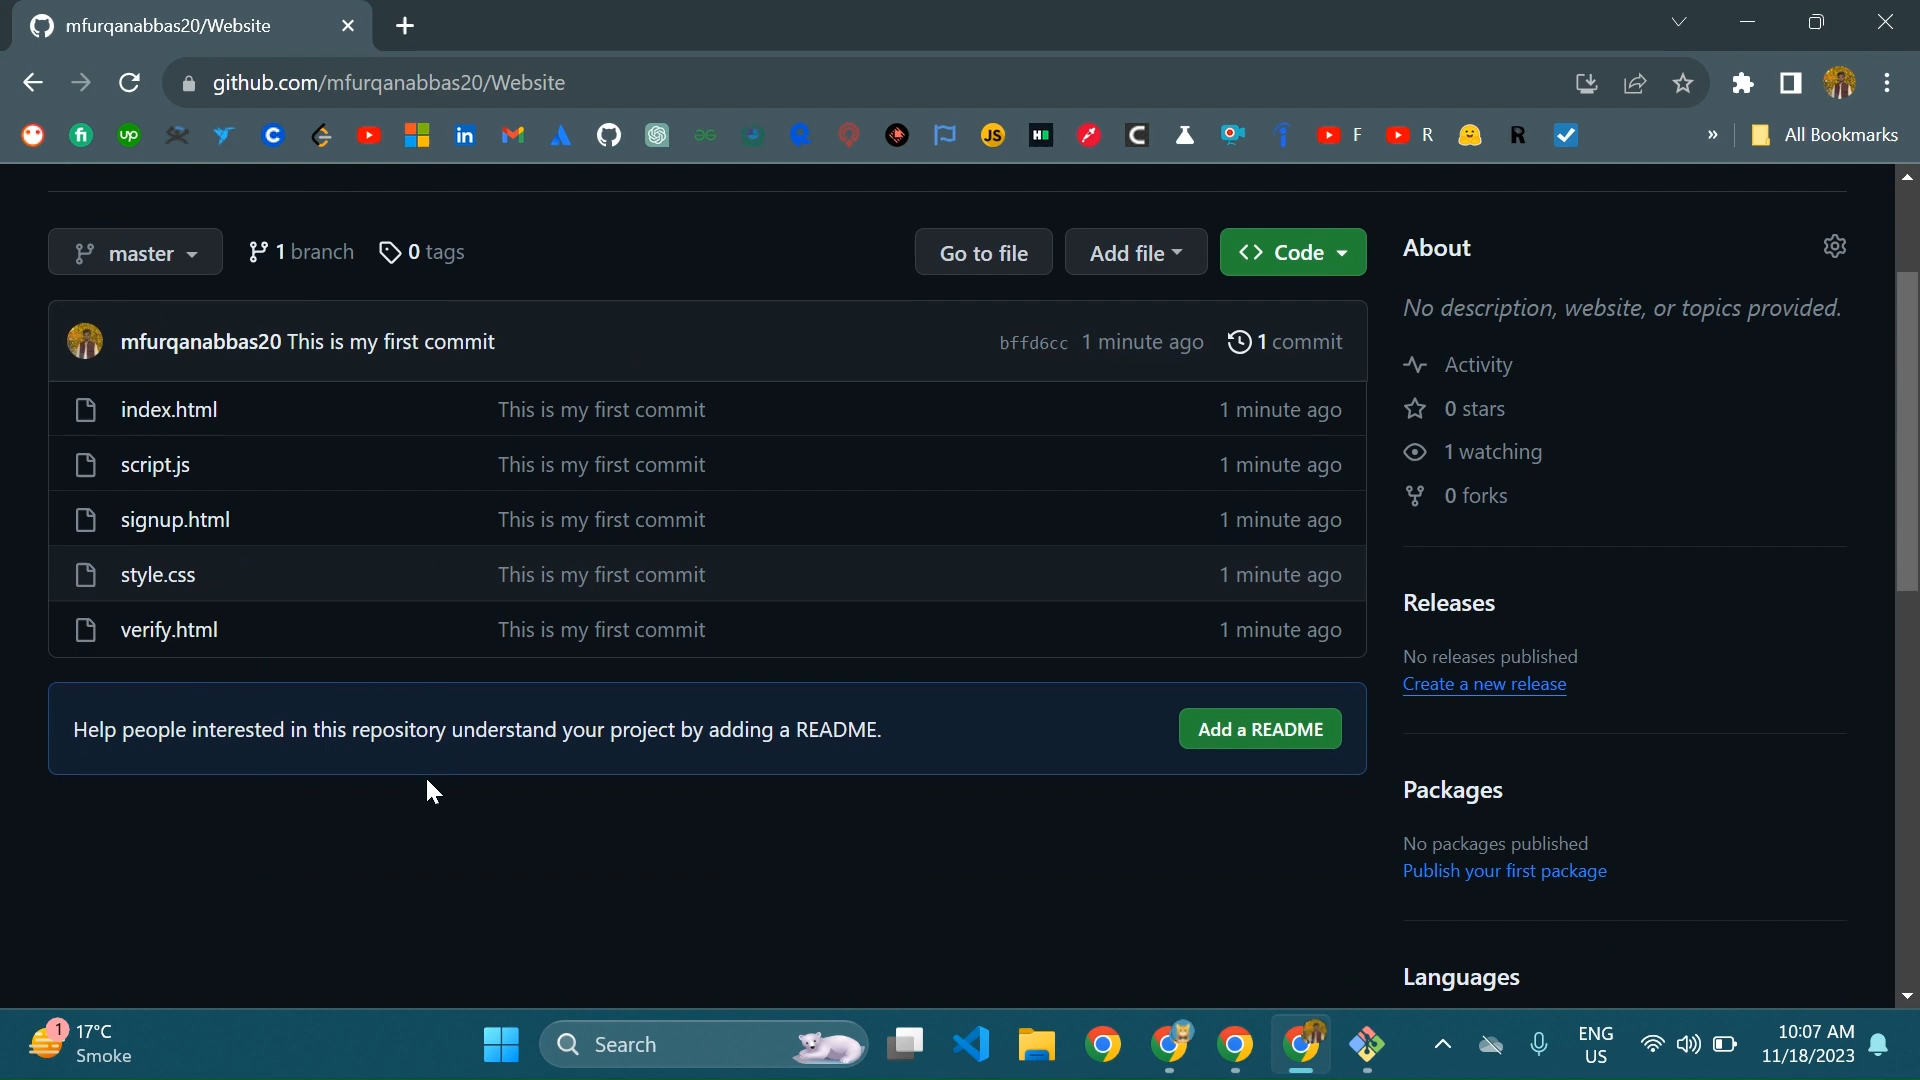 mfurqanabbas20/Website
github.com/mfurqanabbas20/Website
up
C
in
JS
H
C
F
R
R
» All Bookmarks
master 1 branch 0 tags Go to file Add file <> Code
mfurqanabbas20 This is my first commit bffd6cc 1 minute ago 1 commit
index.html This is my first commit 1 minute ago
script.js This is my first commit 1 minute ago
signup.html This is my first commit 1 minute ago
style.css This is my first commit 1 minute ago
verify.html This is my first commit 1 minute ago
Help people interested in this repository understand your project by adding a README. Add a README
About
No description, website, or topics provided.
Activity
0 stars
1 watching
0 forks
Releases
No releases published
Create a new release
Packages
No packages published
Publish your first package
Languages
1
17°C
Smoke
Search
ENG
US
10:07 AM
11/18/2023